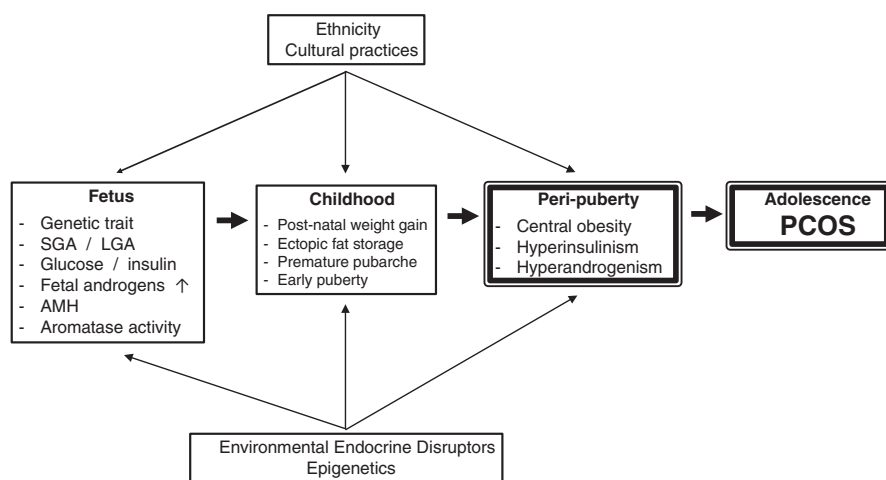 Ethnicity
Cultural practices
Fetus
- Genetic trait
- SGA / LGA
- Glucose / insulin
- Fetal androgens ↑
- AMH
- Aromatase activity
Childhood
- Post-natal weight gain
- Ectopic fat storage
- Premature pubarche
- Early puberty
Peri-puberty
- Central obesity
- Hyperinsulinism
- Hyperandrogenism
Adolescence
PCOS
Environmental Endocrine Disruptors
Epigenetics